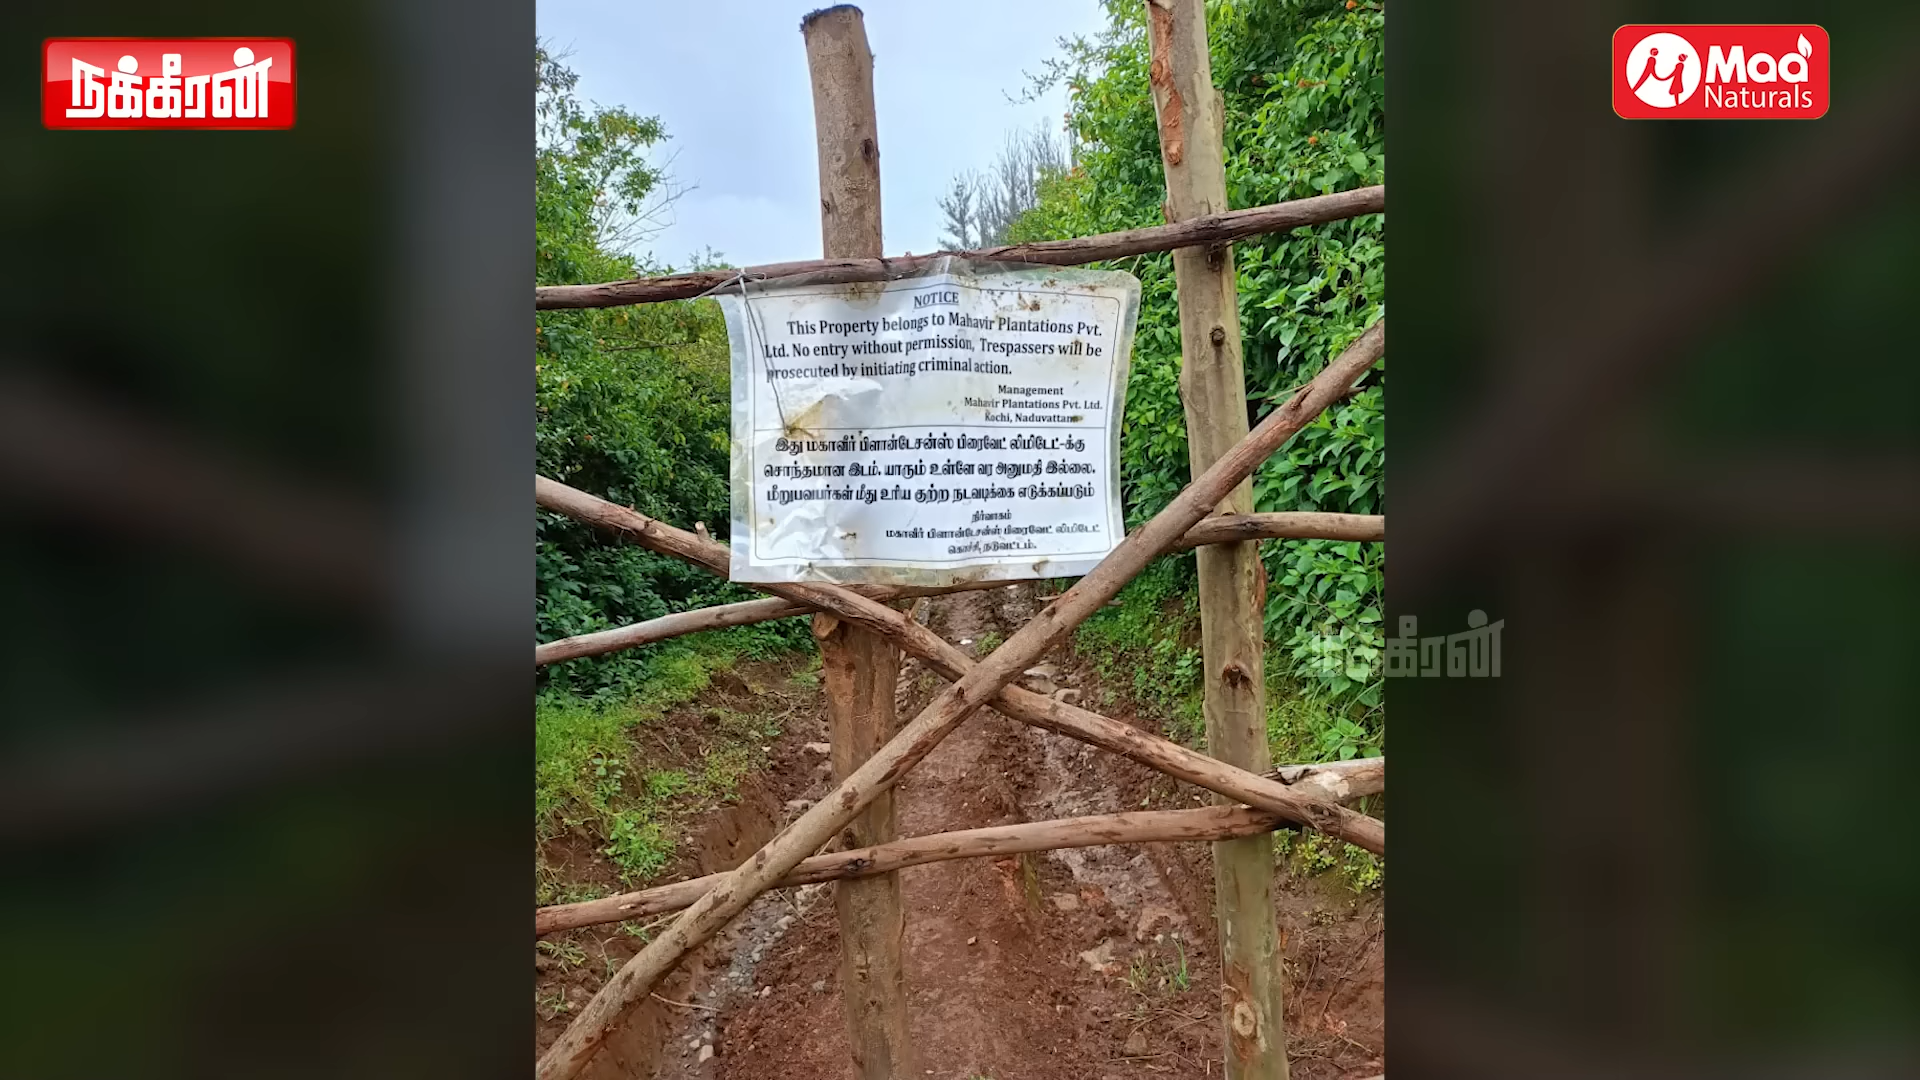 நக்கீரன்
Maa
Naturals
NOTICE
This Property belongs to Mahavir Plantations Pvt.
Ltd. No entry without permission, Trespassers will be
prosecuted by initiating criminal action.
Management
Mahavir Plantations Pvt. Ltd.
Kochi, Naduvattam
இது மகாவீர் பிளான்டேசன்ஸ் பிரைவேட் லிமிடேட்-க்கு
சொந்தமான இடம். யாரும் உள்ளே வர அனுமதி இல்லை.
மீறுபவபர்கள் மீது உரிய குற்ற நடவடிக்கை எடுக்கப்படும்
நிர்வாகம்
மகாவீர் பிளான்டேசன்ஸ் பிரைவேட் லிமிடேட்
கொச்சி, நடுவட்டம்.
நக்கீரன்